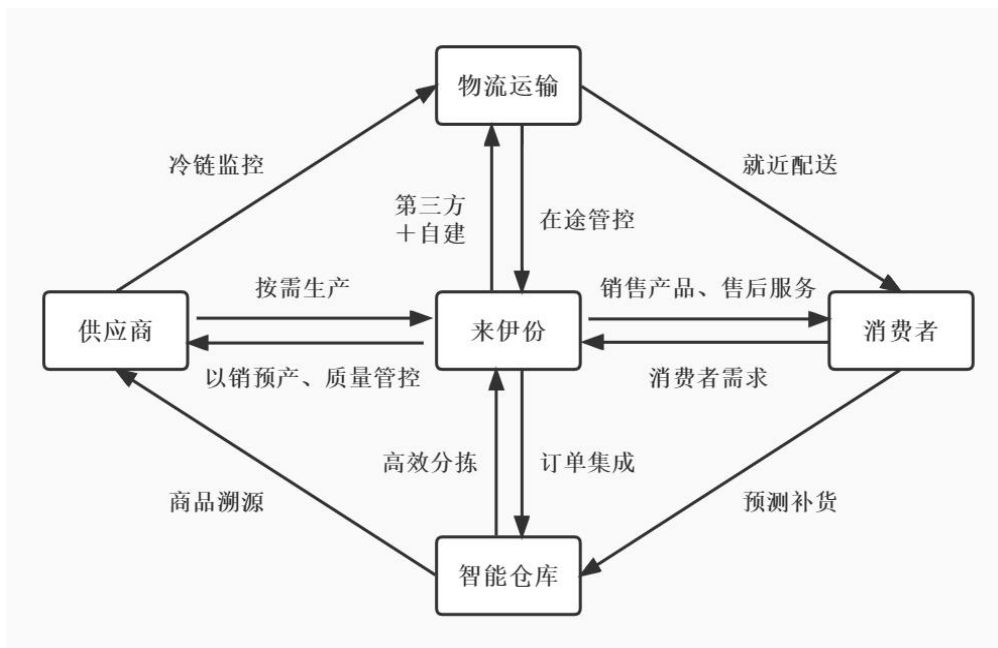 物流运输
冷链监控
就近配送
第三方
＋自建
在途管控
按需生产
销售产品、售后服务
供应商
来伊份
消费者
以销预产、质量管控
消费者需求
高效分拣
订单集成
商品溯源
预测补货
智能仓库